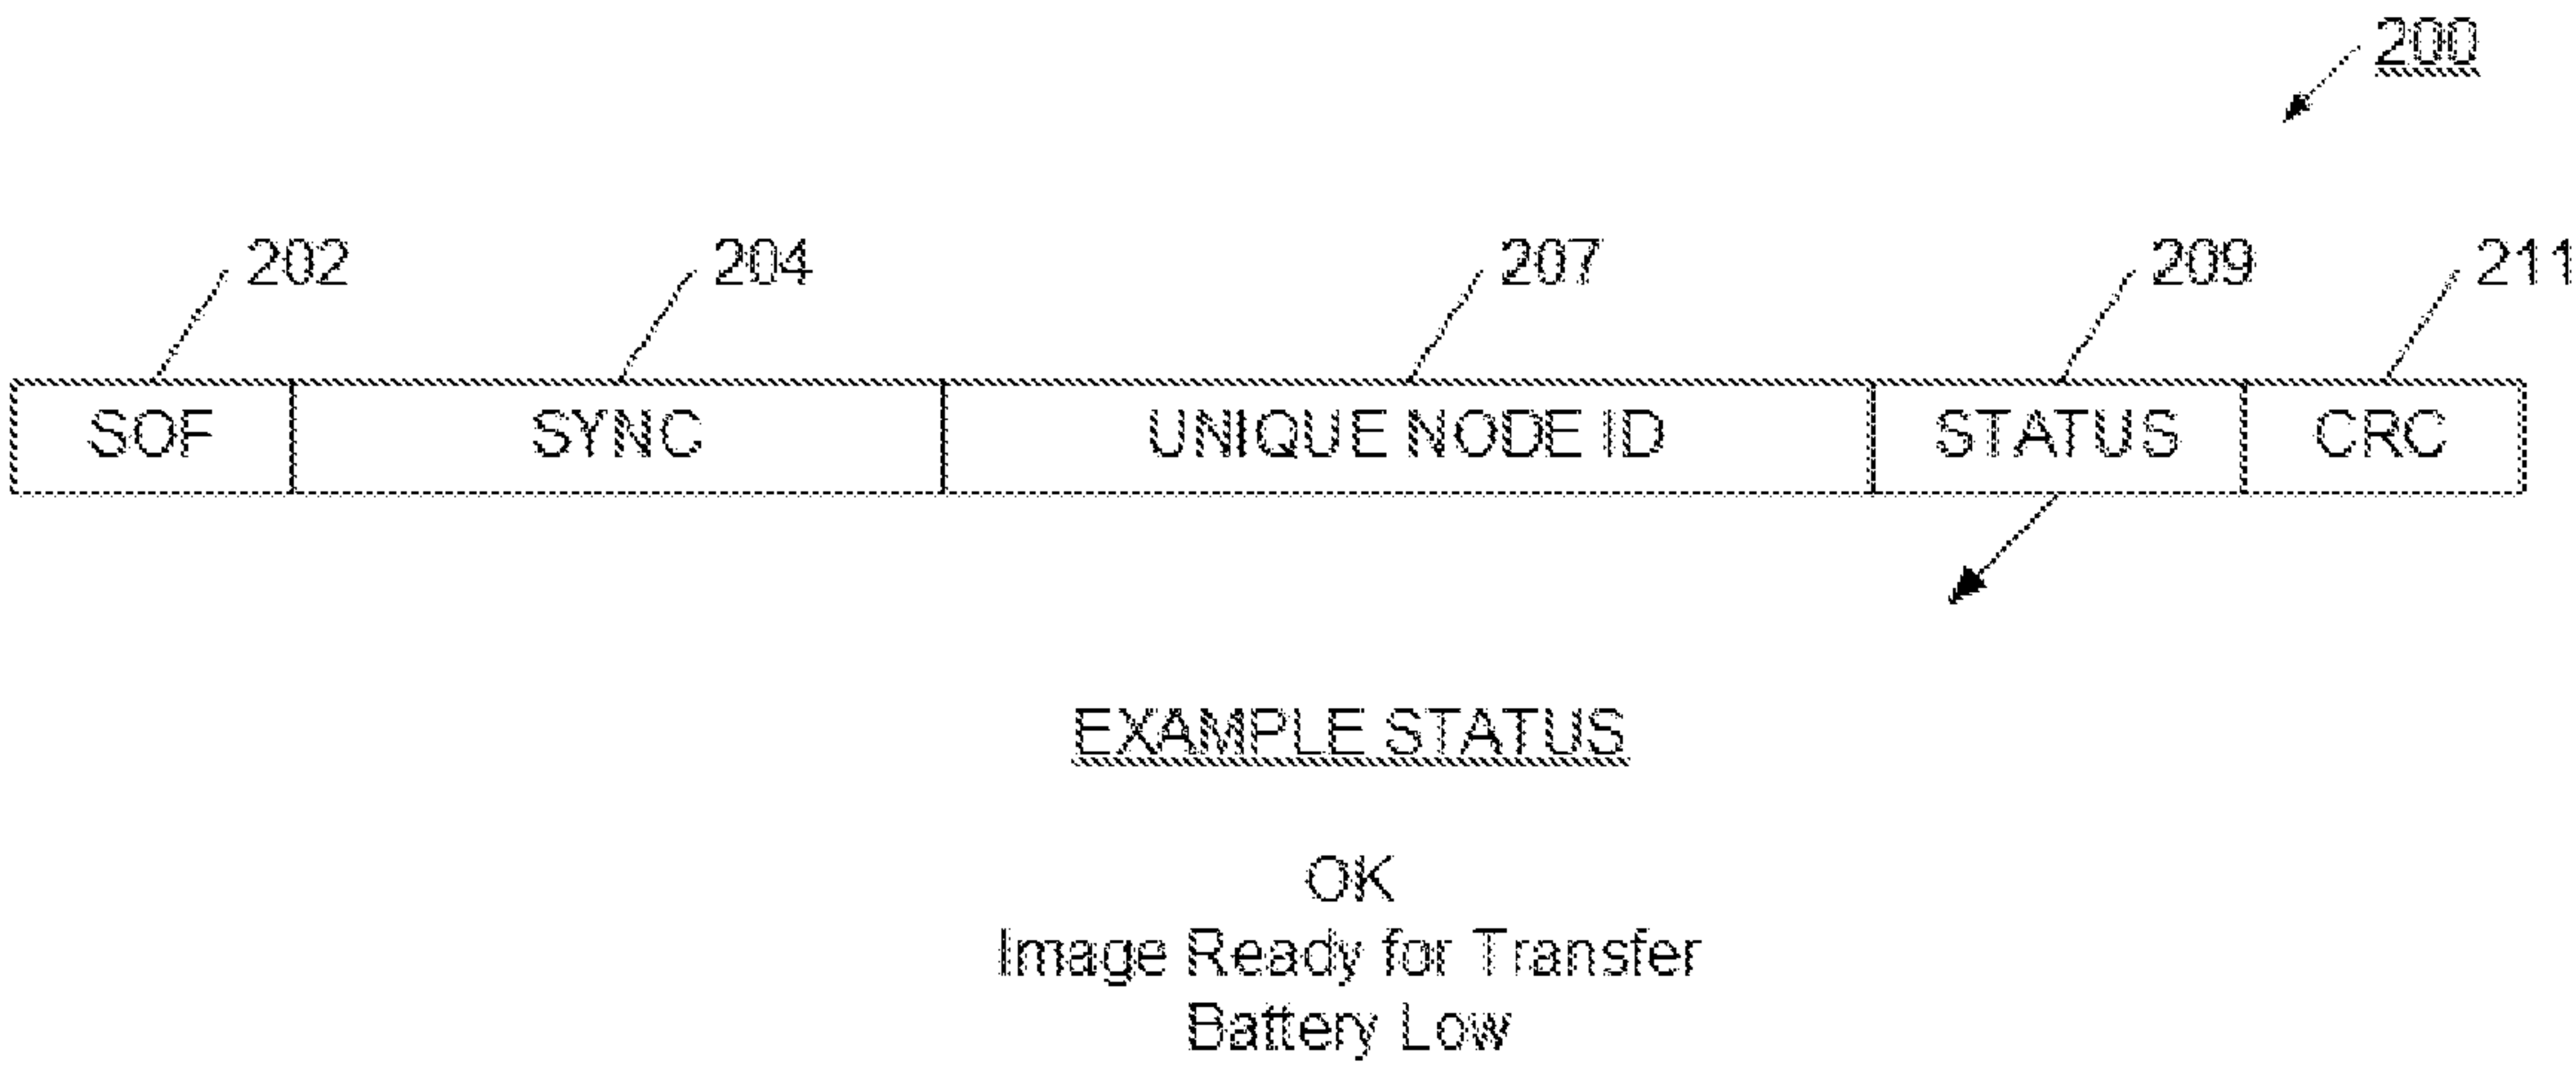 200
202 204 207 209 211
SOF SYNC UNIQUE NODE ID STATUS CRC
EXAMPLE STATUS
OK
Image Ready for Transfer
Battery Low